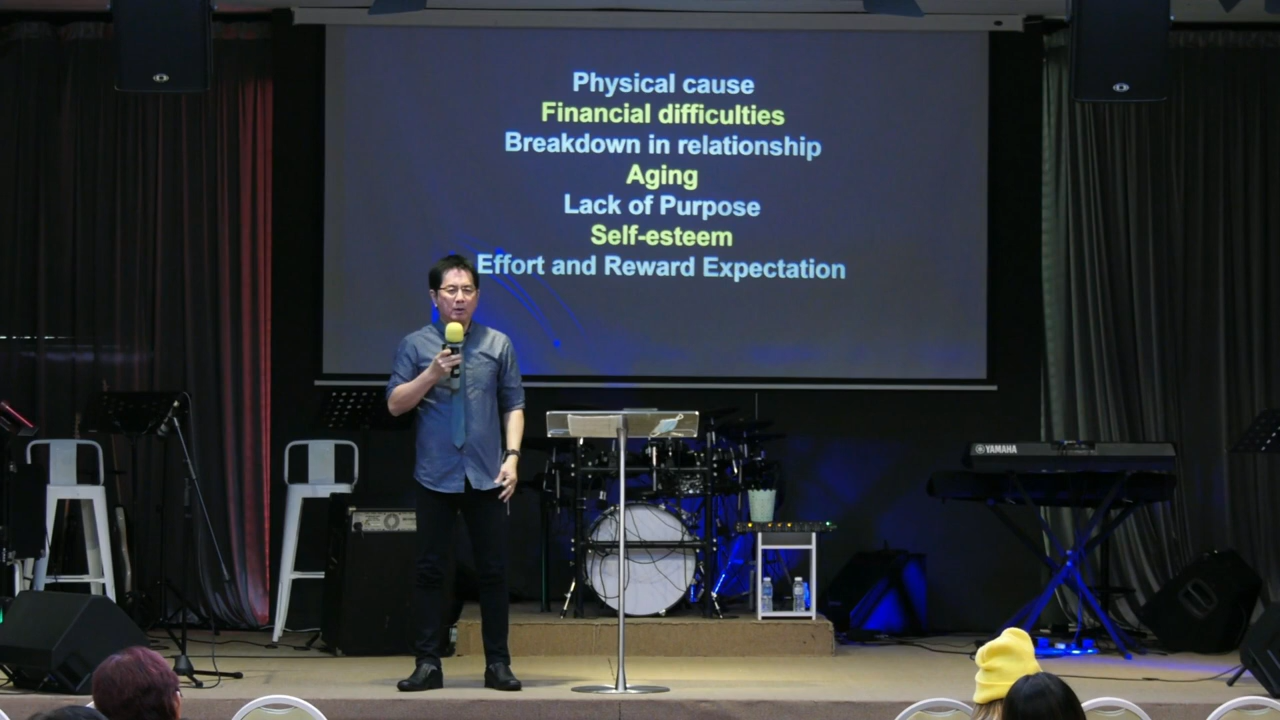 Physical cause
Financial difficulties
Breakdown in relationship
Aging
Lack of Purpose
Self-esteem
Effort and Reward Expectation
YAMAHA